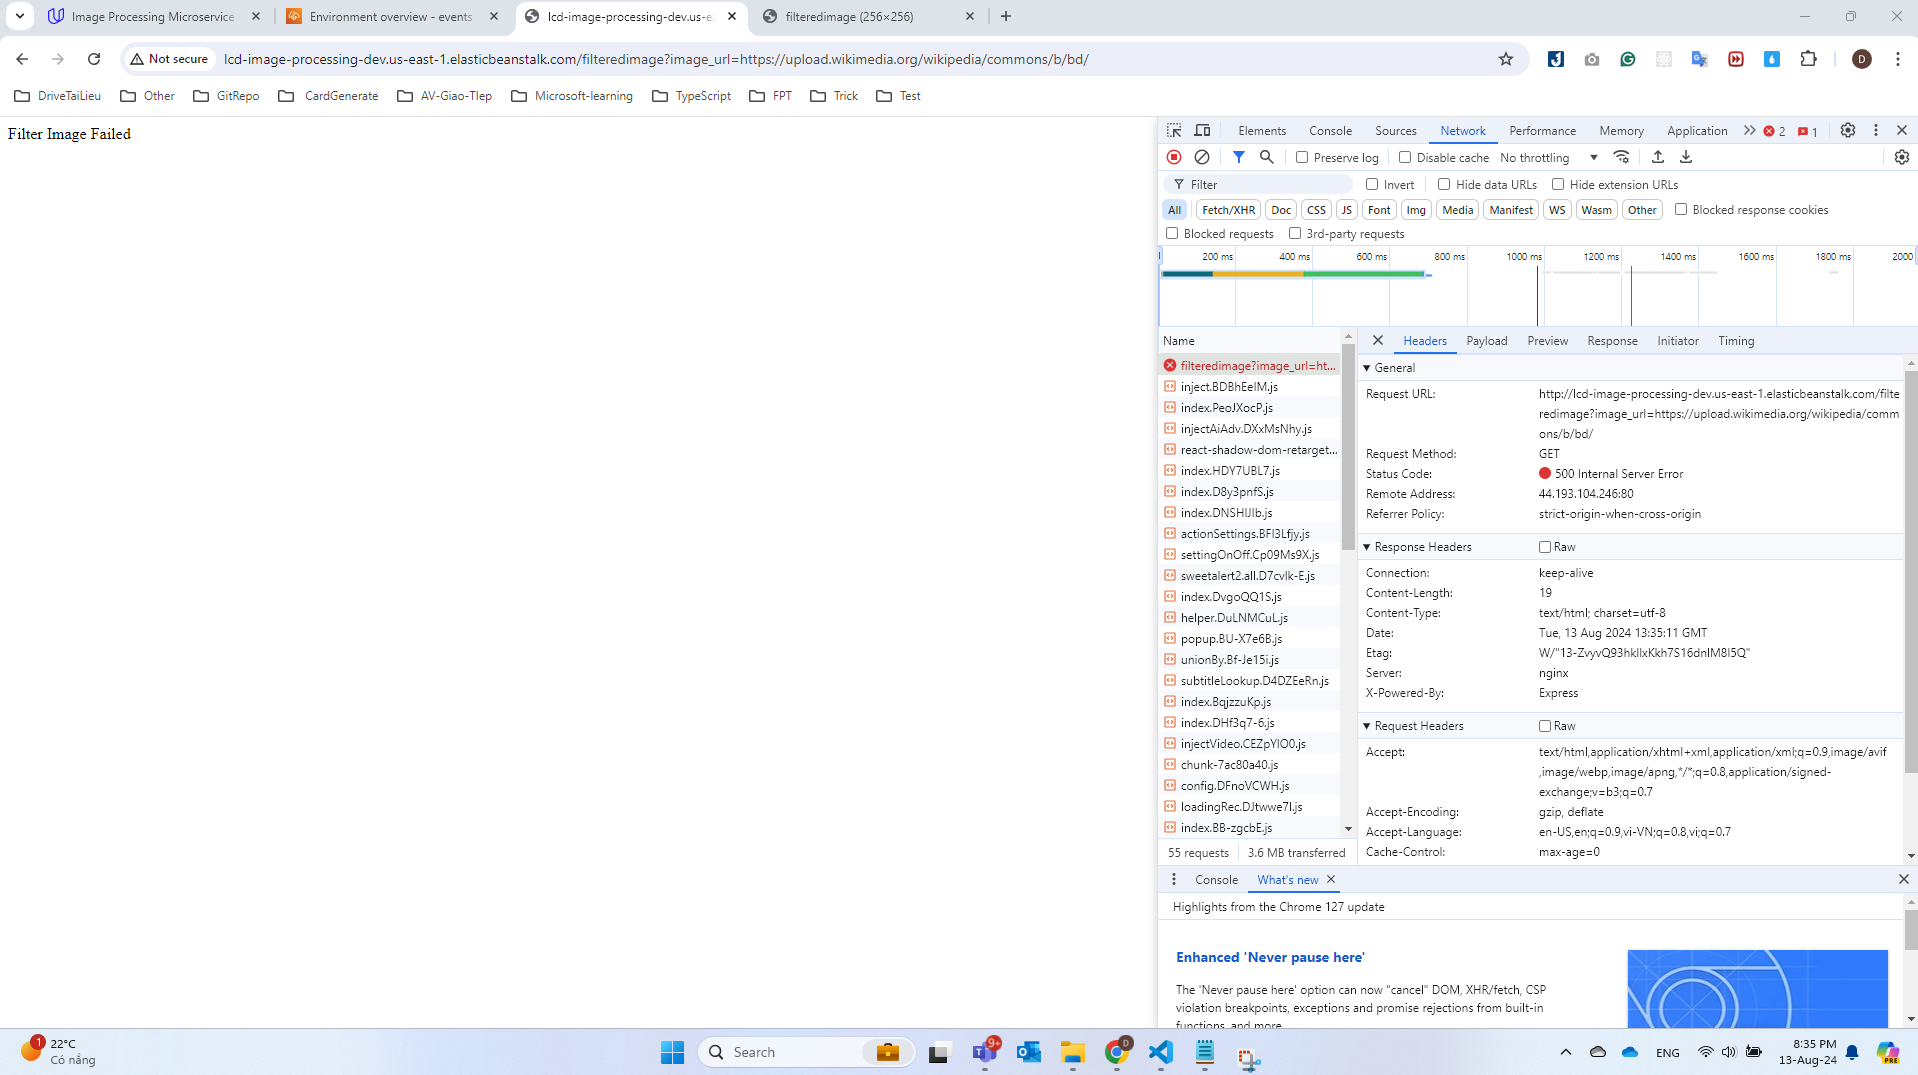 Image Processing Microservice
Environment overview - events
lcd-image-processing-dev.us-ea
filteredimage (256×256)
Not secure
lcd-image-processing-dev.us-east-1.elasticbeanstalk.com/filteredimage?image_url=https://upload.wikimedia.org/wikipedia/commons/b/bd/
D
DriveTaiLieu
Other
GitRepo
CardGenerate
AV-Giao-TIep
Microsoft-learning
TypeScript
FPT
Trick
Test
Filter Image Failed
Elements
Console
Sources
Network
Performance
Memory
Application
2
1
Preserve log
Disable cache
No throttling
Filter
Invert
Hide data URLs
Hide extension URLs
All
Fetch/XHR
Doc
CSS
JS
Font
Img
Media
Manifest
WS
Wasm
Other
Blocked response cookies
Blocked requests
3rd-party requests
200 ms
400 ms
600 ms
800 ms
1000 ms
1200 ms
1400 ms
1600 ms
1800 ms
2000
Name
Headers
Payload
Preview
Response
Initiator
Timing
filteredimage?image_url=ht...
inject.BDBhEeIM.js
index.PeoJXocP.js
injectAiAdv.DXxMsNhy.js
react-shadow-dom-retarget...
index.HDY7UBL7.js
index.D8y3pnfS.js
index.DNSHIJIb.js
actionSettings.BFI3Lfjy.js
settingOnOff.Cp09Ms9X.js
sweetalert2.all.D7cvlk-E.js
index.DvgoQQ1S.js
helper.DuLNMCuL.js
popup.BU-X7e6B.js
unionBy.Bf-Je15i.js
subtitleLookup.D4DZEeRn.js
index.BqjzzuKp.js
index.DHf3q7-6.js
injectVideo.CEZpYlO0.js
chunk-7ac80a40.js
config.DFnoVCWH.js
loadingRec.DJtwwe7I.js
index.BB-zgcbE.js
General
Request URL:
http://lcd-image-processing-dev.us-east-1.elasticbeanstalk.com/filte
redimage?image_url=https://upload.wikimedia.org/wikipedia/comm
ons/b/bd/
Request Method:
GET
Status Code:
500 Internal Server Error
Remote Address:
44.193.104.246:80
Referrer Policy:
strict-origin-when-cross-origin
Response Headers
Raw
Connection:
keep-alive
Content-Length:
19
Content-Type:
text/html; charset=utf-8
Date:
Tue, 13 Aug 2024 13:35:11 GMT
Etag:
W/"13-ZvyvQ93hkIlxKkh7S16dnIM8I5Q"
Server:
nginx
X-Powered-By:
Express
Request Headers
Raw
Accept:
text/html,application/xhtml+xml,application/xml;q=0.9,image/avif
,image/webp,image/apng,*/*;q=0.8,application/signed-
exchange;v=b3;q=0.7
Accept-Encoding:
gzip, deflate
Accept-Language:
en-US,en;q=0.9,vi-VN;q=0.8,vi;q=0.7
Cache-Control:
max-age=0
55 requests
3.6 MB transferred
Console
What's new
Highlights from the Chrome 127 update
Enhanced 'Never pause here'
The 'Never pause here' option can now "cancel" DOM, XHR/fetch, CSP
violation breakpoints, exceptions and promise rejections from built-in
functions, and more.
1
22°C
Có nắng
Search
9+
D
ENG
8:35 PM
13-Aug-24
PRE